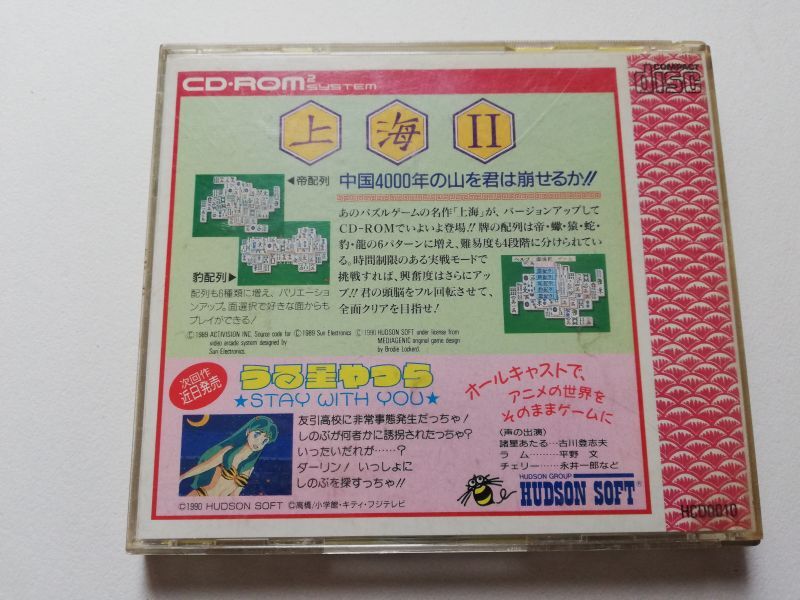 CD-ROM² SYSTEM
COMPACT disc
上海II
◀帝配列
中国4000年の山を君は崩せるか!!
あのパズルゲームの名作「上海」が、バージョンアップして
CD-ROMでいよいよ登場!!牌の配列は帝・蠍・猿・蛇・
豹・龍の6パターンに増え、難易度も4段階に分けられてい
る。時間制限のある実戦モードで
挑戦すれば、興奮度はさらにアッ
プ!!君の頭脳をフル回転させて、
全面クリアを目指せ!
豹配列▶
配列も6種類に増え、バリエーショ
ンアップ。面選択で好きな面からも
プレイができる!
©1989 ACTIVISION INC. Source code for
video arcade system designed by
Sun Electronics.
©1989 Sun Electronics
©1990 HUDSON SOFT under license from
MEDIAGENIC original game design
by Brodie Lockard.
次回作
近日発売
うる星やつら
★STAY WITH YOU★
友引高校に非常事態発生だっちゃ!
しのぶが何者かに誘拐されたっちゃ?
いったいだれが……?
ダーリン! いっしょに
しのぶを探すっちゃ!!
オールキャストで、
アニメの世界を
そのままゲームに
〈声の出演〉
諸星あたる…古川登志夫
ラム………平野 文
チェリー……永井一郎など
HUDSON GROUP
HUDSON SOFT
©1990 HUDSON SOFT ©高橋/小学館・キティ・フジテレビ
HCD0010